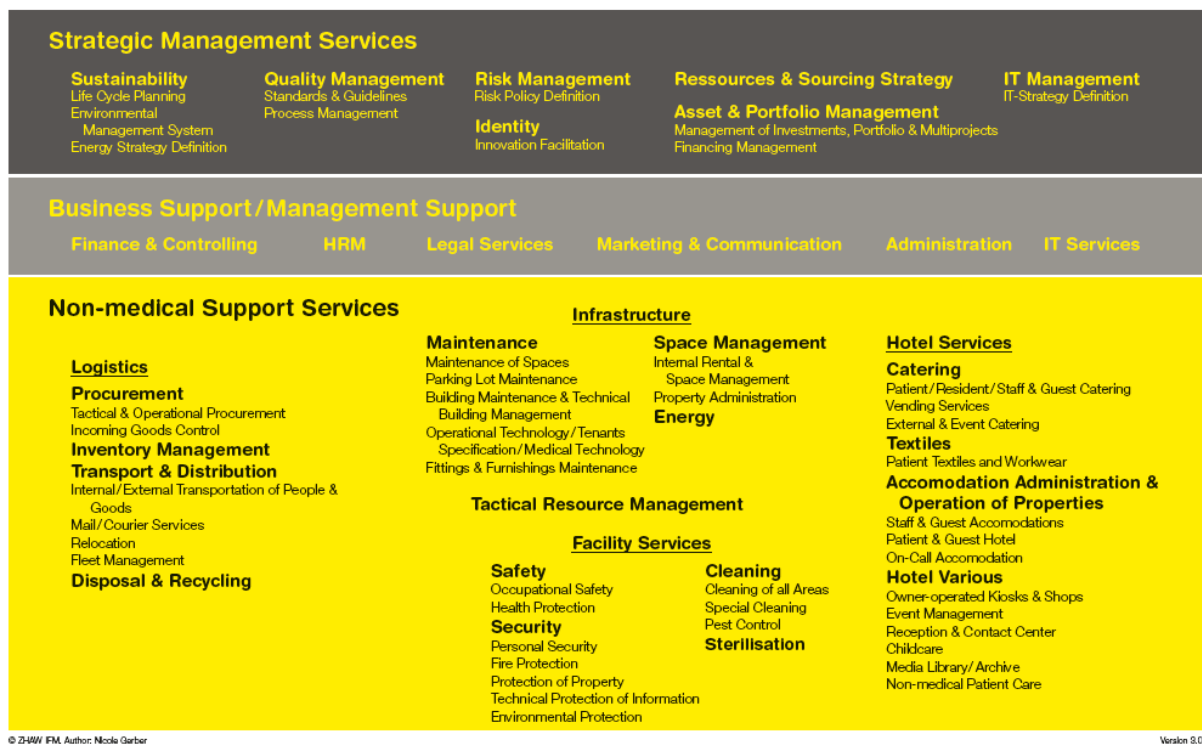 Strategic Management Services
Sustainability
Life Cycle Planning
Environmental
Management System
Energy Strategy Definition
Quality Management
Standards & Guidelines
Process Management
Risk Management
Risk Policy Definition
Identity
Innovation Facilitation
Ressources & Sourcing Strategy
Asset & Portfolio Management
Management of Investments, Portfolio & Multiprojects
Financing Management
IT Management
IT-Strategy Definition
Business Support/Management Support
Finance & Controlling
HRM
Legal Services
Marketing & Communication
Administration
IT Services
Non-medical Support Services
Logistics
Procurement
Tactical & Operational Procurement
Incoming Goods Control
Inventory Management
Transport & Distribution
Internal/External Transportation of People &
Goods
Mail/Courier Services
Relocation
Fleet Management
Disposal & Recycling
Infrastructure
Maintenance
Maintenance of Spaces
Parking Lot Maintenance
Building Maintenance & Technical
Building Management
Operational Technology/Tenants
Specification/Medical Technology
Fittings & Furnishings Maintenance
Space Management
Internal Rental &
Space Management
Property Administration
Energy
Tactical Resource Management
Facility Services
Safety
Occupational Safety
Health Protection
Security
Personal Security
Fire Protection
Protection of Property
Technical Protection of Information
Environmental Protection
Cleaning
Cleaning of all Areas
Special Cleaning
Pest Control
Sterilisation
Hotel Services
Catering
Patient/Resident/Staff & Guest Catering
Vending Services
External & Event Catering
Textiles
Patient Textiles and Workwear
Accomodation Administration &
Operation of Properties
Staff & Guest Accomodations
Patient & Guest Hotel
On-Call Accomodation
Hotel Various
Owner-operated Kiosks & Shops
Event Management
Reception & Contact Center
Childcare
Media Library/Archive
Non-medical Patient Care
© ZHAW IFM, Author: Nicole Gerber
Version 3.0